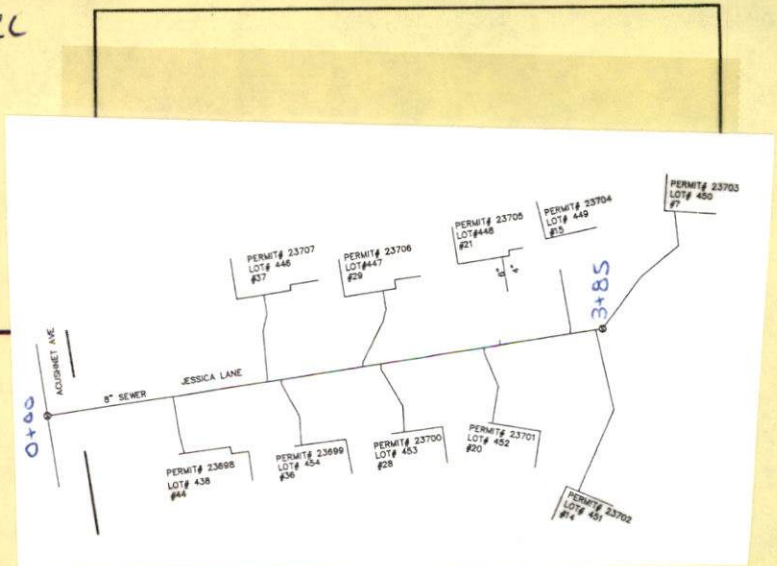 PERMIT# 23703
LOT# 450
#7
PERMIT# 23704
LOT# 449
#15
PERMIT# 23705
LOT#448
#21
PERMIT# 23706
LOT#447
#29
PERMIT# 23707
LOT# 446
#37
6"
4"
3+85
ACUSHNET AVE.
JESSICA LANE
8" SEWER
0+00
PERMIT# 23698
LOT# 438
#44
PERMIT# 23699
LOT# 454
#36
PERMIT# 23700
LOT# 453
#28
PERMIT# 23701
LOT# 452
#20
PERMIT# 23702
LOT# 451
#14